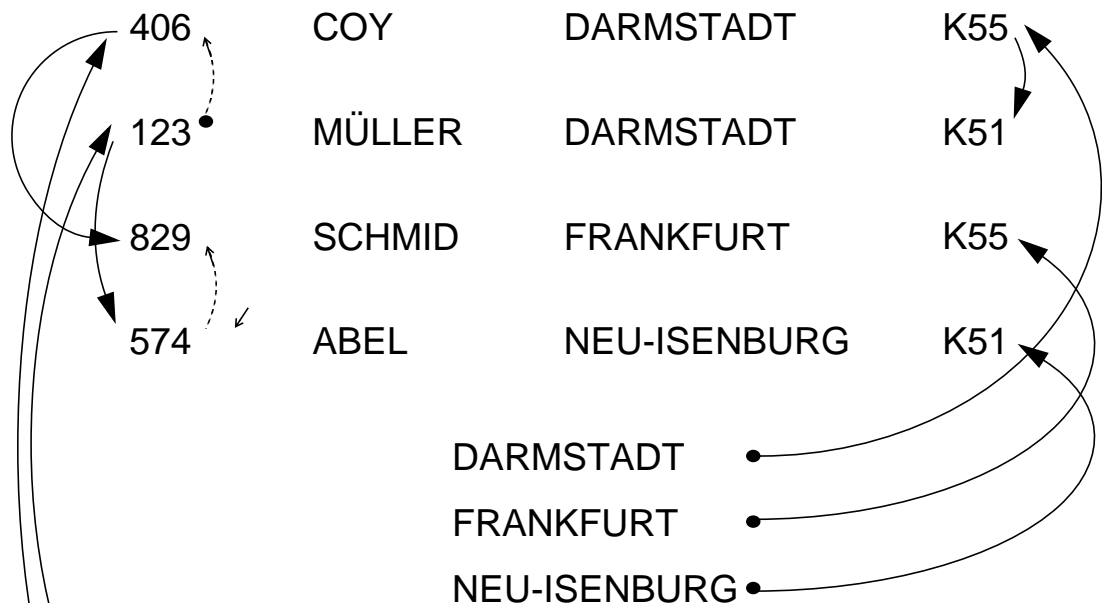 406 COY DARMSTADT K55
123 MÜLLER DARMSTADT K51
829 SCHMID FRANKFURT K55
574 ABEL NEU-ISENBURG K51
DARMSTADT
FRANKFURT
NEU-ISENBURG